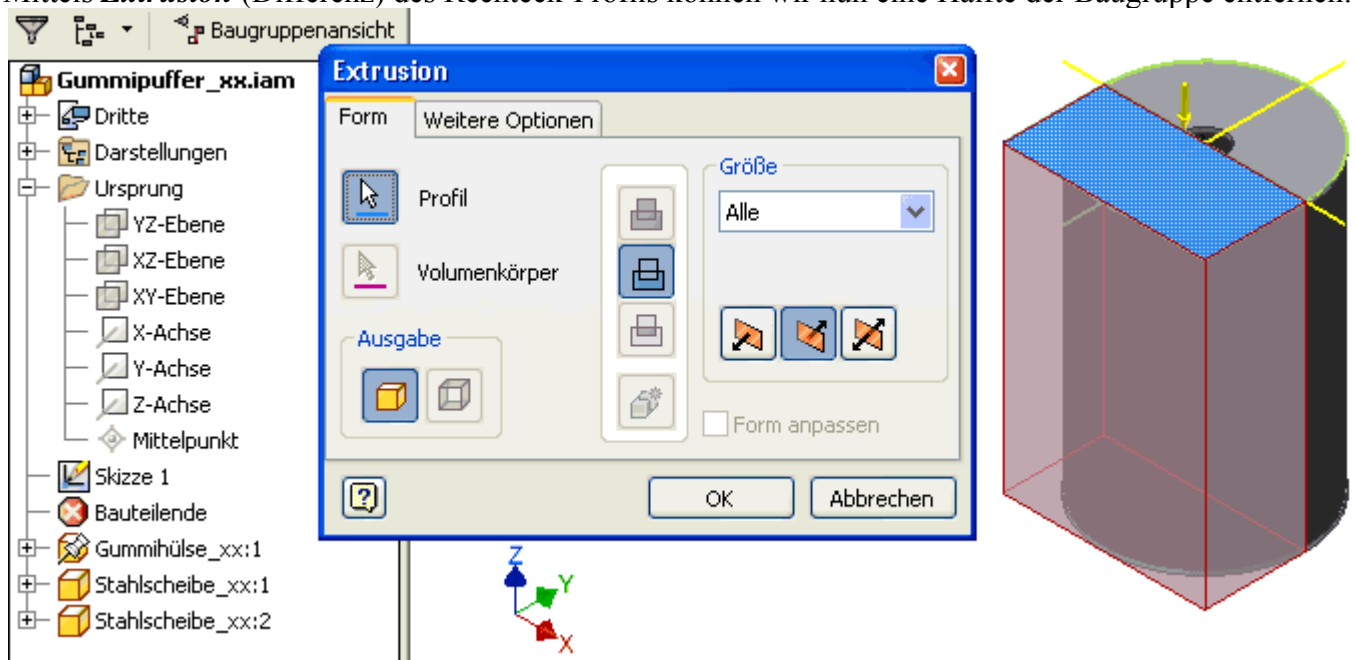 Mittels Extrusion (Differenz) des Rechteck-Profils können wir nun eine Hälfte der Baugruppe entfernen.
Baugruppenansicht
Gummipuffer_xx.iam
Dritte
Darstellungen
Ursprung
YZ-Ebene
XZ-Ebene
XY-Ebene
X-Achse
Y-Achse
Z-Achse
Mittelpunkt
Skizze 1
Bauteilende
Gummihülse_xx:1
Stahlscheibe_xx:1
Stahlscheibe_xx:2
Extrusion
Form Weitere Optionen
Profil
Volumenkörper
Ausgabe
Größe
Alle
Form anpassen
OK Abbrechen
Z
Y
X